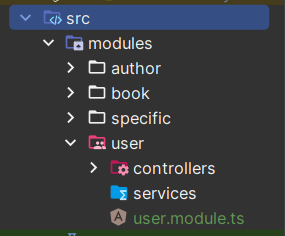 src
modules
author
book
specific
user
controllers
services
user.module.ts